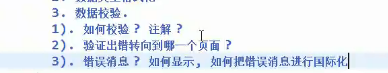 3. 数据校验.
1). 如何校验 ? 注解 ?
2). 验证出错转向到哪一个页面 ?
3). 错误消息 ? 如何显示, 如何把错误消息进行国际化